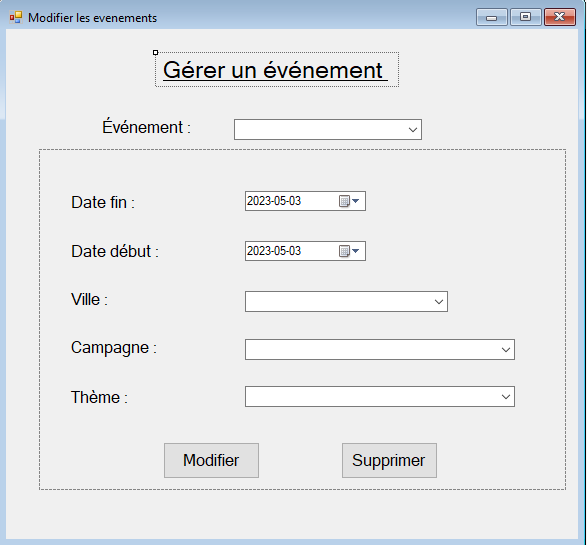 Modifier les evenements
Gérer un événement
Événement :
Date fin :
2023-05-03
Date début :
2023-05-03
Ville :
Campagne :
Thème :
Modifier
Supprimer